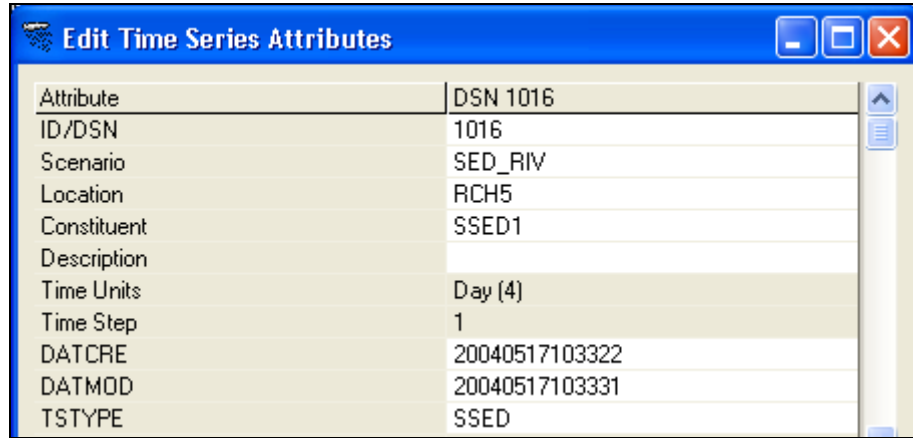 Edit Time Series Attributes
Attribute DSN 1016
ID/DSN 1016
Scenario SED_RIV
Location RCH5
Constituent SSED1
Description
Time Units Day (4)
Time Step 1
DATCRE 20040517103322
DATMOD 20040517103331
TSTYPE SSED